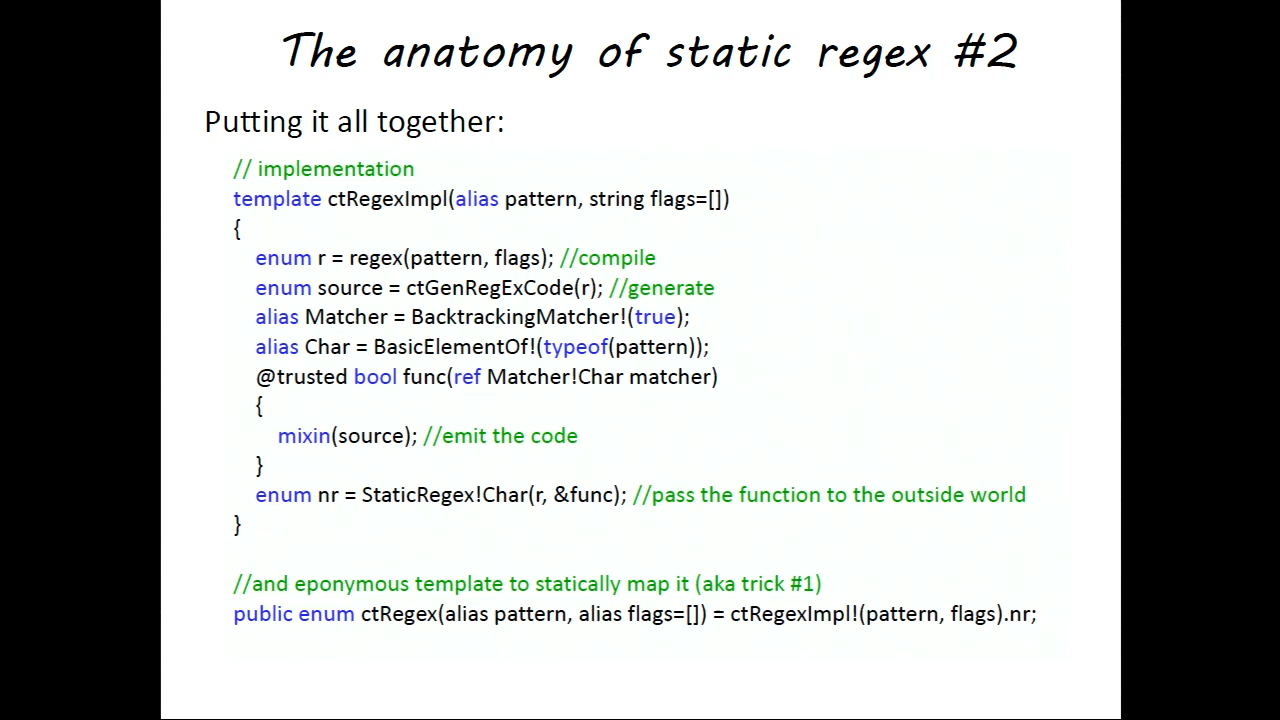 The anatomy of static regex #2
Putting it all together:
// implementation
template ctRegexImpl(alias pattern, string flags=[])
{
enum r = regex(pattern, flags); //compile
enum source = ctGenRegExCode(r); //generate
alias Matcher = BacktrackingMatcher!(true);
alias Char = BasicElementOf!(typeof(pattern));
@trusted bool func(ref Matcher!Char matcher)
{
mixin(source); //emit the code
}
enum nr = StaticRegex!Char(r, &func); //pass the function to the outside world
}
//and eponymous template to statically map it (aka trick #1)
public enum ctRegex(alias pattern, alias flags=[]) = ctRegexImpl!(pattern, flags).nr;